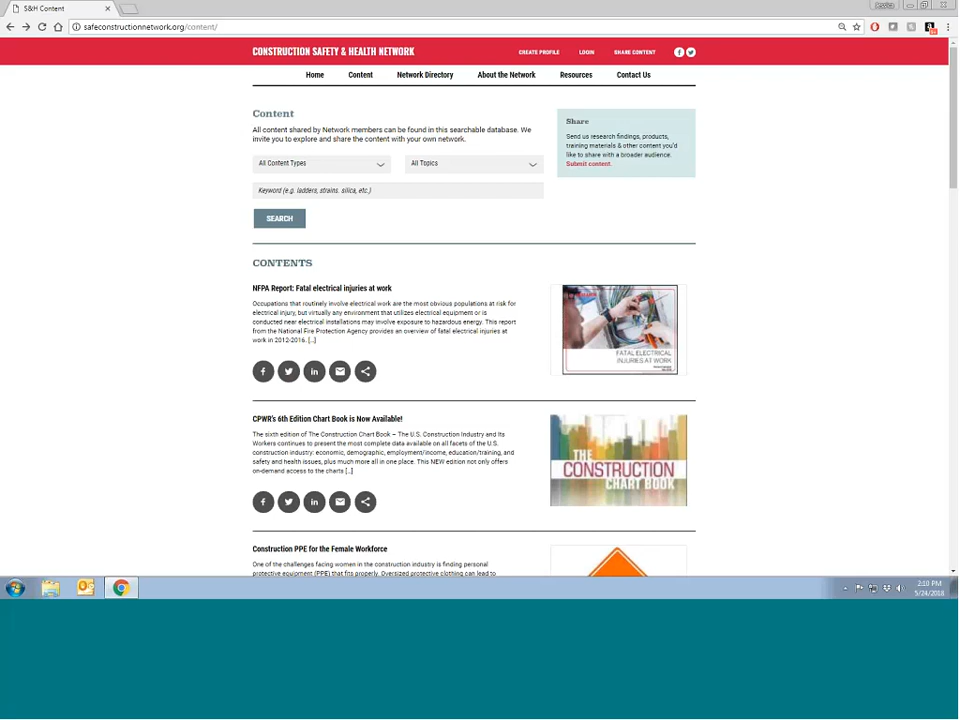 S&H Content
Jessica
safeconstructionnetwork.org/content/
CONSTRUCTION SAFETY & HEALTH NETWORK
CREATE PROFILE
LOGIN
SHARE CONTENT
Home
Content
Network Directory
About the Network
Resources
Contact Us
Content
All content shared by Network members can be found in this searchable database. We
invite you to explore and share the content with your own network.
All Content Types
All Topics
Keyword (e.g. ladders, strains. silica, etc.)
SEARCH
Share
Send us research findings, products,
training materials & other content you'd
like to share with a broader audience.
Submit content.
CONTENTS
NFPA Report: Fatal electrical injuries at work
Occupations that routinely involve electrical work are the most obvious populations at risk for
electrical injury, but virtually any environment that utilizes electrical equipment or is
conducted near electrical installations may involve exposure to hazardous energy. This report
from the National Fire Protection Agency provides an overview of fatal electrical injuries at
work in 2012-2016. [...]
FATAL ELECTRICAL
INJURIES AT WORK
CPWR's 6th Edition Chart Book is Now Available!
The sixth edition of The Construction Chart Book – The U.S. Construction Industry and Its
Workers continues to present the most complete data available on all facets of the U.S.
construction industry: economic, demographic, employment/income, education/training, and
safety and health issues, plus much more all in one place. This NEW edition not only offers
on-demand access to the charts [...]
THE
CONSTRUCTION
CHART BOOK
Construction PPE for the Female Workforce
One of the challenges facing women in the construction industry is finding personal
protective equipment (PPE) that fits properly. Oversized protective clothing can lead to
2:10 PM
5/24/2018